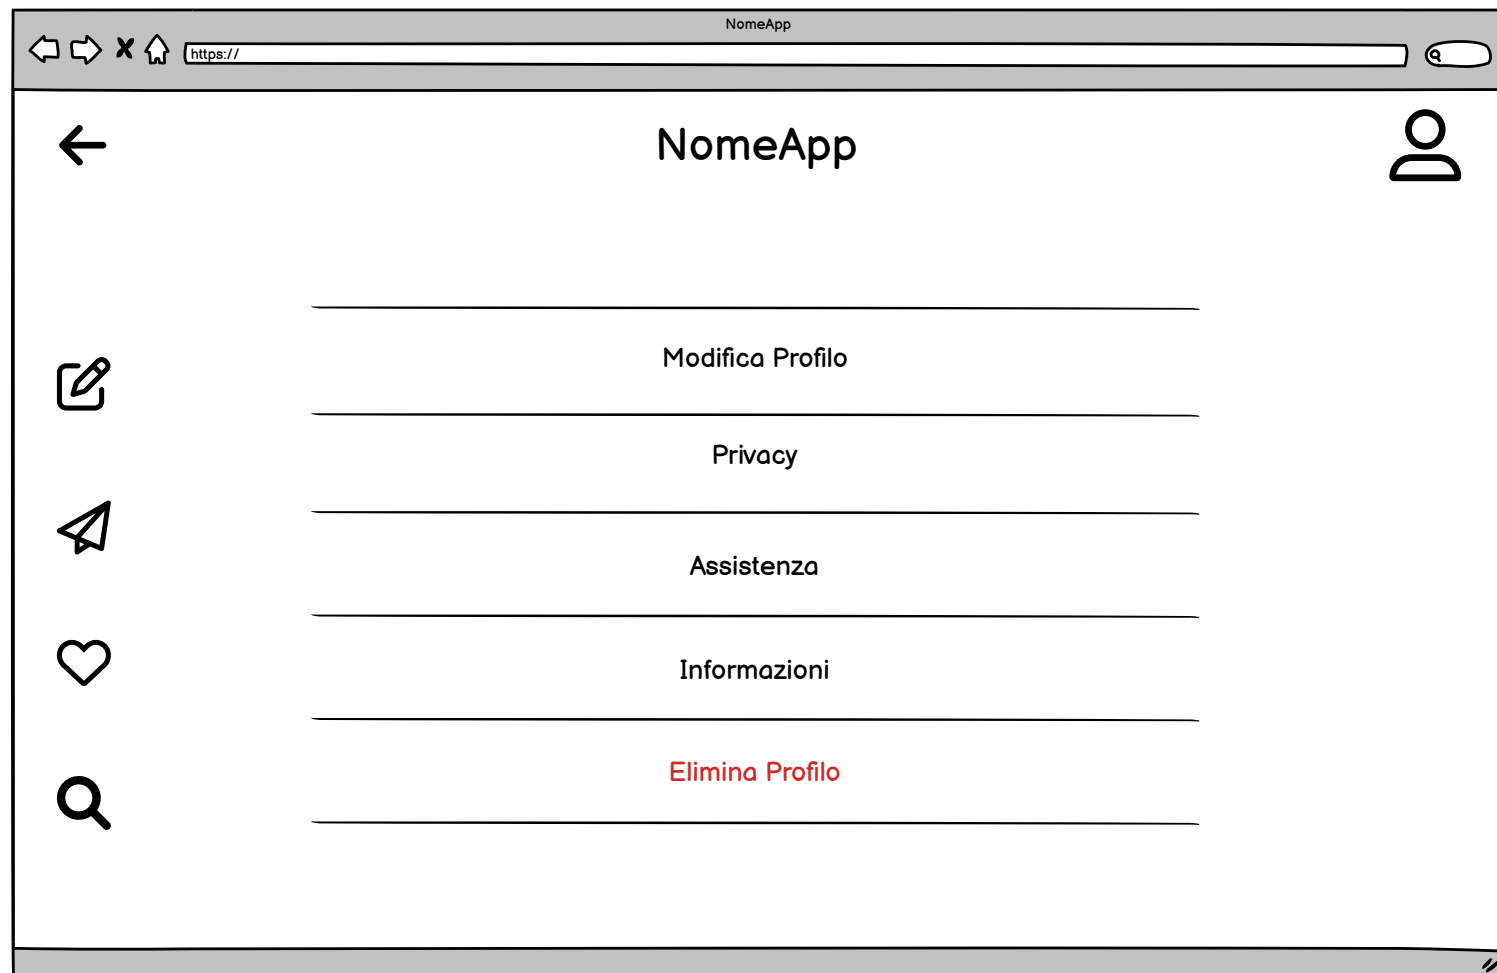 NomeApp
https://
NomeApp
Modifica Profilo
Privacy
Assistenza
Informazioni
Elimina Profilo